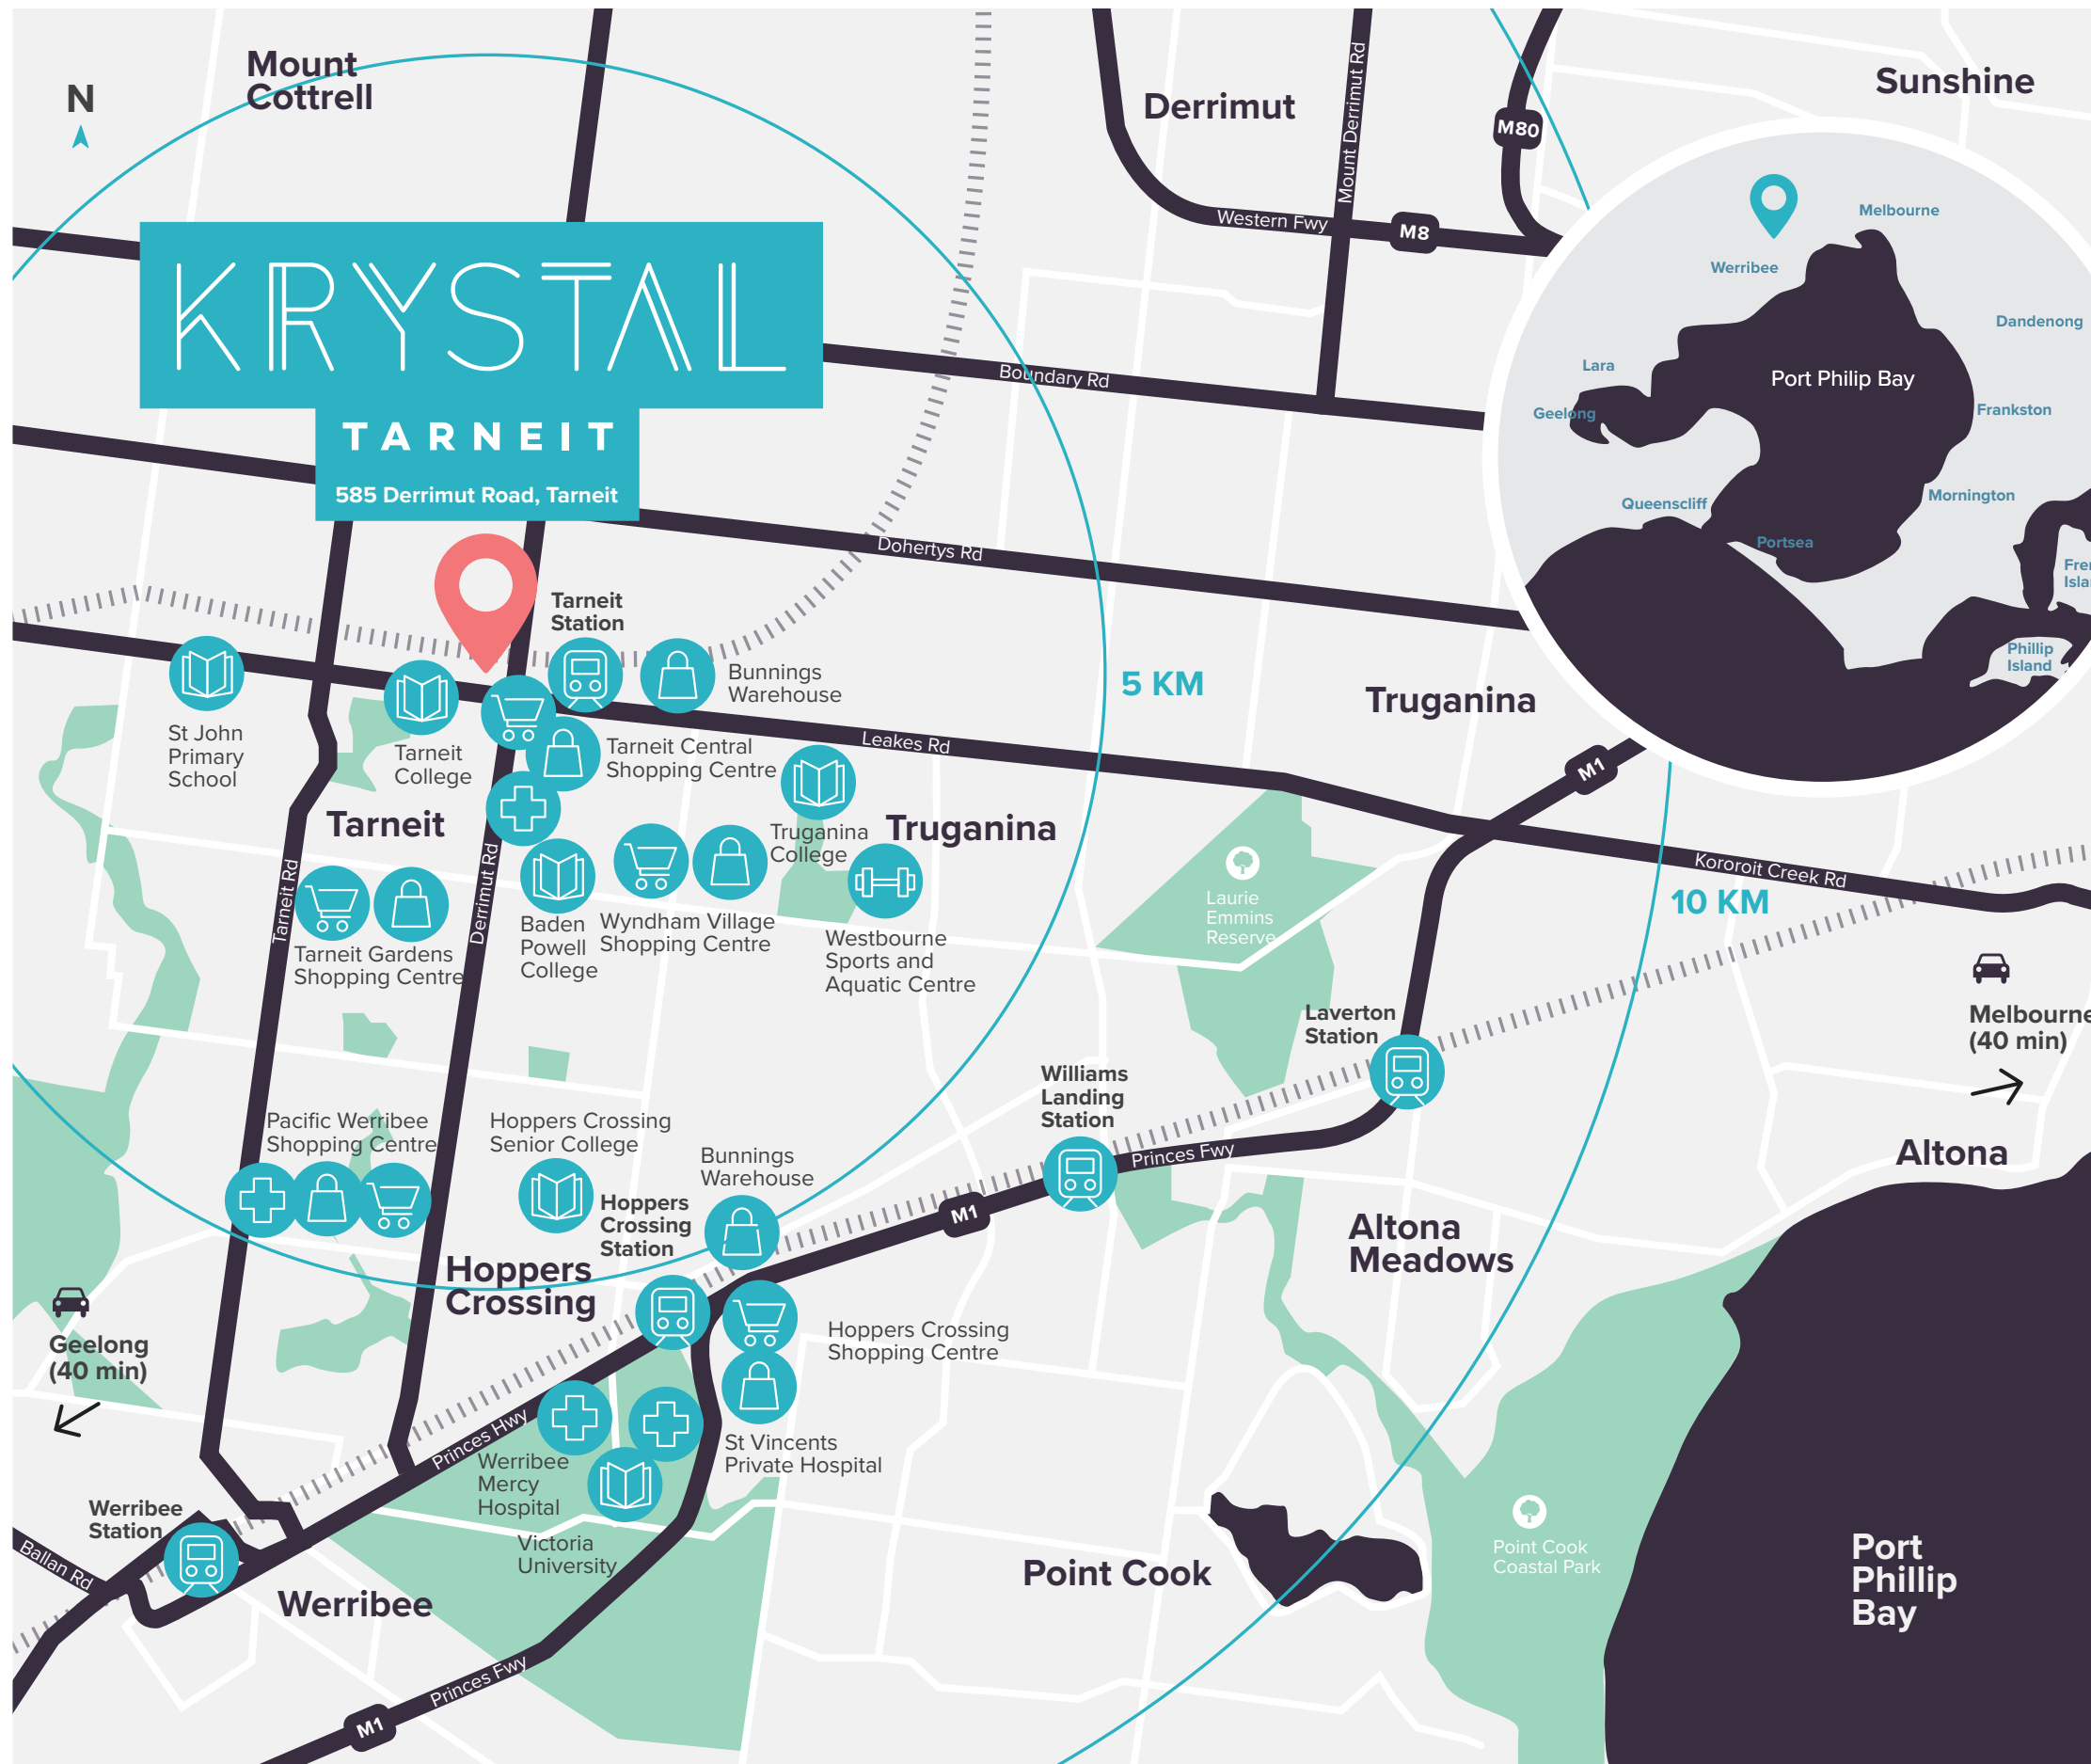 Mount
Cottrell
N
Derrimut
Mount Derrimut Rd
M80
Sunshine
Western Fwy
M8
KRYSTAL
TARNEIT
585 Derrimut Road, Tarneit
Boundary Rd
Dohertys Rd
Melbourne
Werribee
Dandenong
Lara
Port Philip Bay
Geelong
Frankston
Queenscliff
Mornington
Portsea
Phillip
Island
Tarneit
Station
Bunnings
Warehouse
5 KM
Truganina
St John
Primary
School
Tarneit
College
Tarneit Central
Shopping Centre
Leakes Rd
M1
Tarneit
Truganina
College
Truganina
Kororoit Creek Rd
10 KM
Laurie
Emmins
Reserve
Tarneit Rd
Derrimut Rd
Tarneit Gardens
Shopping Centre
Baden
Powell
College
Wyndham Village
Shopping Centre
Westbourne
Sports and
Aquatic Centre
Laverton
Station
Melbourne
(40 min)
Williams
Landing
Station
Princes Fwy
Altona
Pacific Werribee
Shopping Centre
Hoppers Crossing
Senior College
Bunnings
Warehouse
Hoppers
Crossing
Station
M1
Altona
Meadows
Hoppers
Crossing
Geelong
(40 min)
Hoppers Crossing
Shopping Centre
Princes Hwy
Werribee
Mercy
Hospital
St Vincents
Private Hospital
Victoria
University
Werribee
Station
Ballan Rd
Werribee
Point Cook
Point Cook
Coastal Park
Port
Phillip
Bay
Princes Fwy
M1